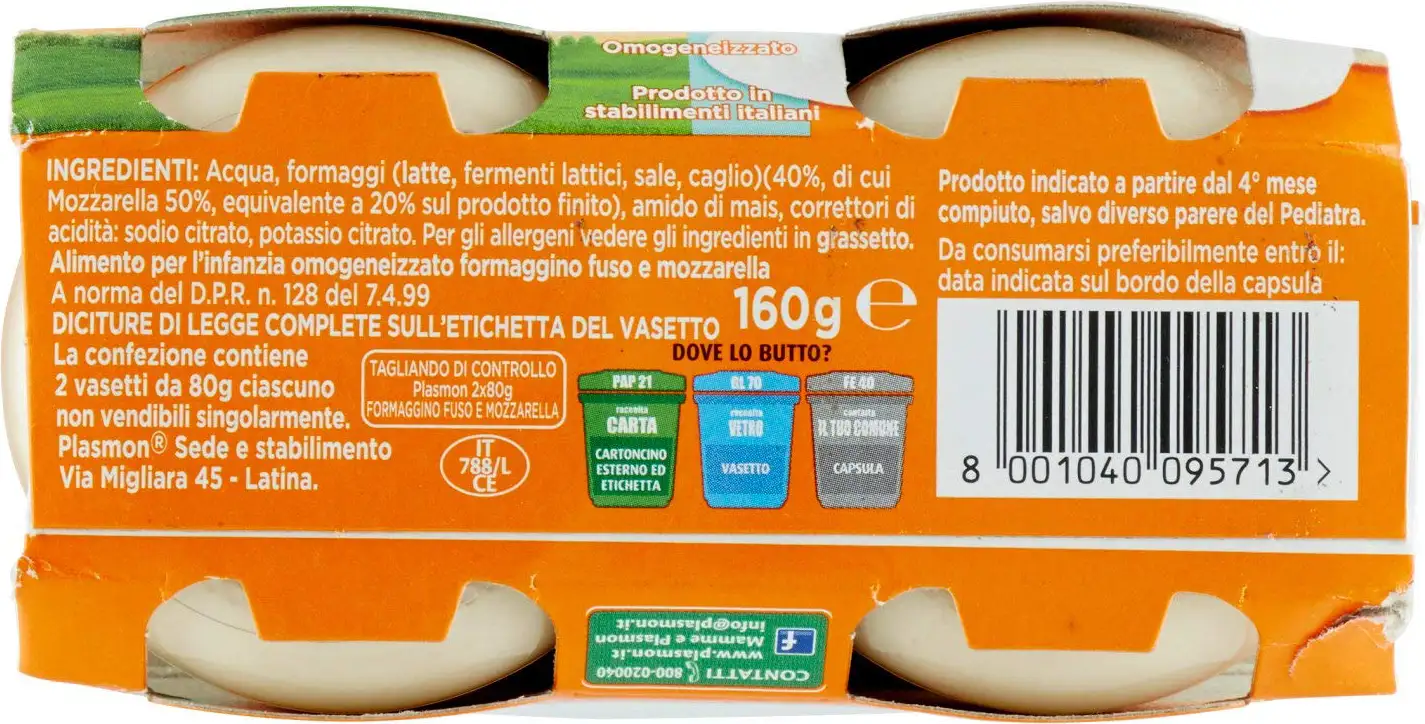 Omogeneizzato
Prodotto in
stabilimenti italiani
INGREDIENTI: Acqua, formaggi (latte, fermenti lattici, sale, caglio)(40%, di cui
Mozzarella 50%, equivalente a 20% sul prodotto finito), amido di mais, correttori di
acidità: sodio citrato, potassio citrato. Per gli allergeni vedere gli ingredienti in grassetto.
Alimento per l'infanzia omogeneizzato formaggino fuso e mozzarella
A norma del D.P.R. n. 128 del 7.4.99
DICITURE DI LEGGE COMPLETE SULL'ETICHETTA DEL VASETTO
160g e
La confezione contiene
2 vasetti da 80g ciascuno
non vendibili singolarmente.
Plasmon® Sede e stabilimento
Via Migliara 45 - Latina.
TAGLIANDO DI CONTROLLO
Plasmon 2x80g
FORMAGGINO FUSO E MOZZARELLA
IT
788/L
CE
DOVE LO BUTTO?
PAP 21
raccolta
CARTA
CARTONCINO
ESTERNO ED
ETICHETTA
GL 70
raccolta
VETRO
VASETTO
FE 40
contatta
IL TUO COMUNE
CAPSULA
Prodotto indicato a partire dal 4° mese
compiuto, salvo diverso parere del Pediatra.
Da consumarsi preferibilmente entro il:
data indicata sul bordo della capsula
8 001040 095713 >
CONTATTI 800-020040
www.plasmon.it
Mamme e Plasmon
info@plasmon.it